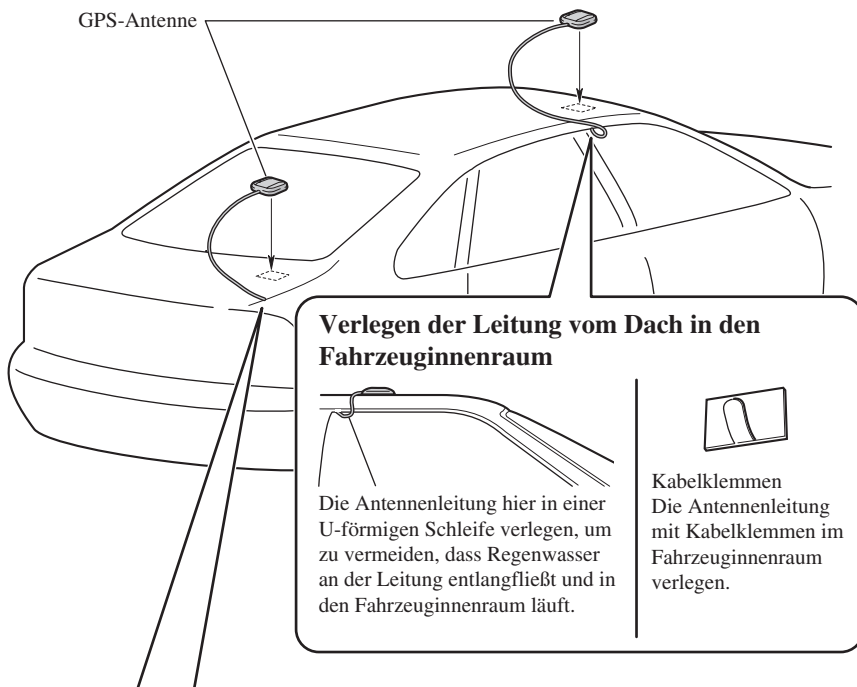 GPS-Antenne
Verlegen der Leitung vom Dach in den
Fahrzeuginnenraum
Die Antennenleitung hier in einer
U-förmigen Schleife verlegen, um
zu vermeiden, dass Regenwasser
an der Leitung entlangfließt und in
den Fahrzeuginnenraum läuft.
Kabelklemmen
Die Antennenleitung
mit Kabelklemmen im
Fahrzeuginnenraum
verlegen.